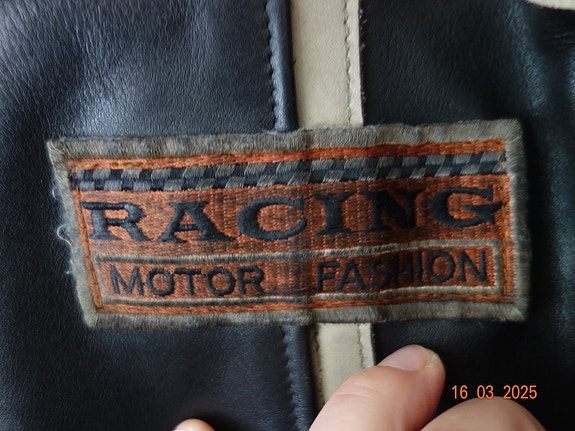 RACING
MOTOR FASHION
16 03 2025